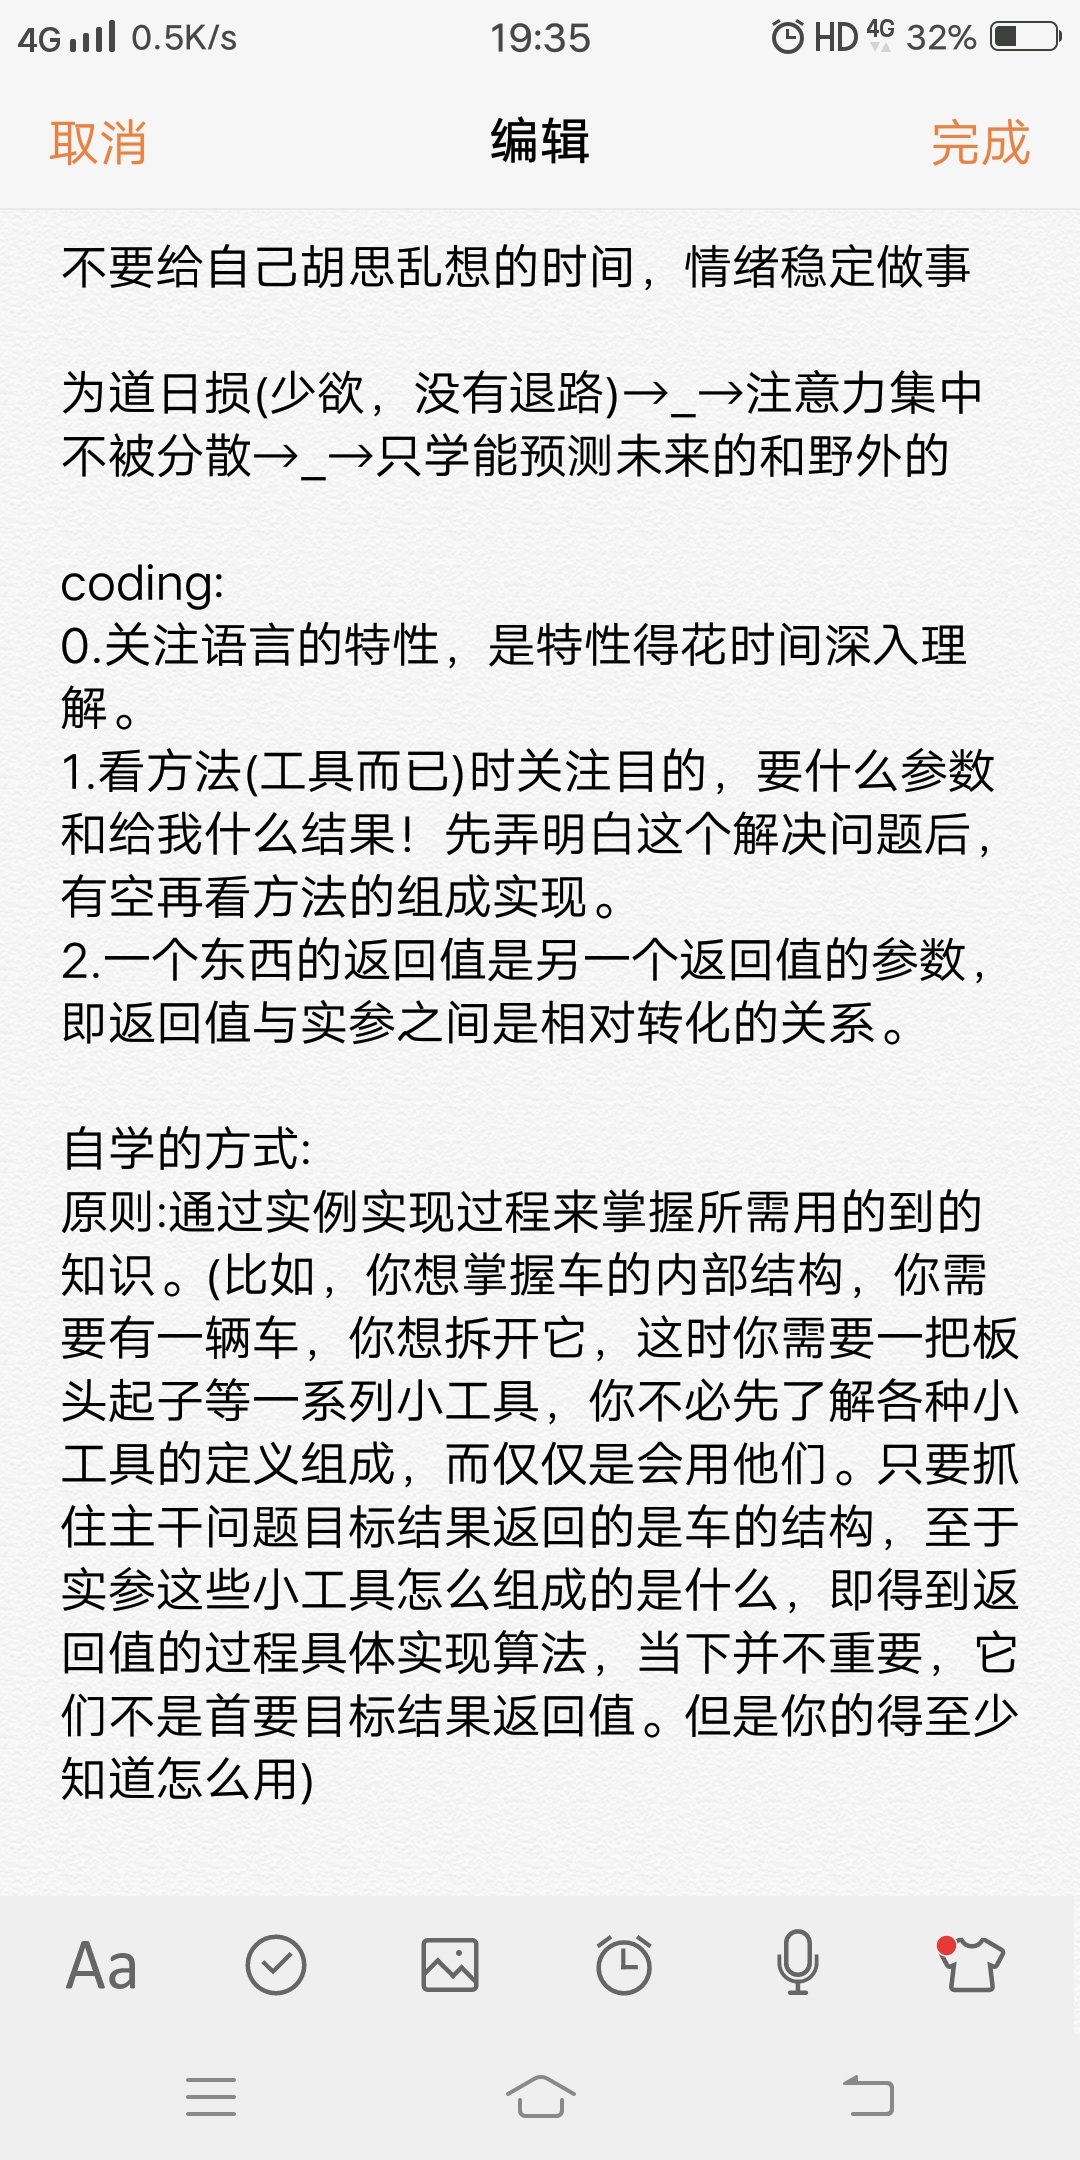 4G 0.5K/s 19:35 HD 4G 32%
取消 编辑 完成
不要给自己胡思乱想的时间，情绪稳定做事
为道日损(少欲，没有退路)→_→注意力集中
不被分散→_→只学能预测未来的和野外的
coding:
0.关注语言的特性，是特性得花时间深入理
解。
1.看方法(工具而已)时关注目的，要什么参数
和给我什么结果！先弄明白这个解决问题后，
有空再看方法的组成实现。
2.一个东西的返回值是另一个返回值的参数，
即返回值与实参之间是相对转化的关系。
自学的方式:
原则:通过实例实现过程来掌握所需用的到的
知识。(比如，你想掌握车的内部结构，你需
要有一辆车，你想拆开它，这时你需要一把板
头起子等一系列小工具，你不必先了解各种小
工具的定义组成，而仅仅是会用他们。只要抓
住主干问题目标结果返回的是车的结构，至于
实参这些小工具怎么组成的是什么，即得到返
回值的过程具体实现算法，当下并不重要，它
们不是首要目标结果返回值。但是你的得至少
知道怎么用)
Aa